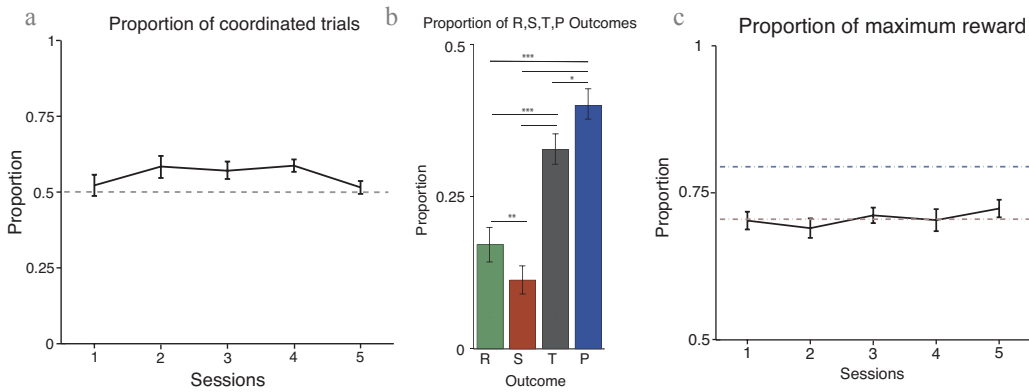 a
Proportion of coordinated trials
1
0.75
0.5
0.25
0
Proportion
1 2 3 4 5
Sessions
b
Proportion of R,S,T,P Outcomes
0.5
0.25
0
Proportion
***
*
***
**
R S T P
Outcome
c
Proportion of maximum reward
1
0.75
0.5
Proportion
1 2 3 4 5
Sessions